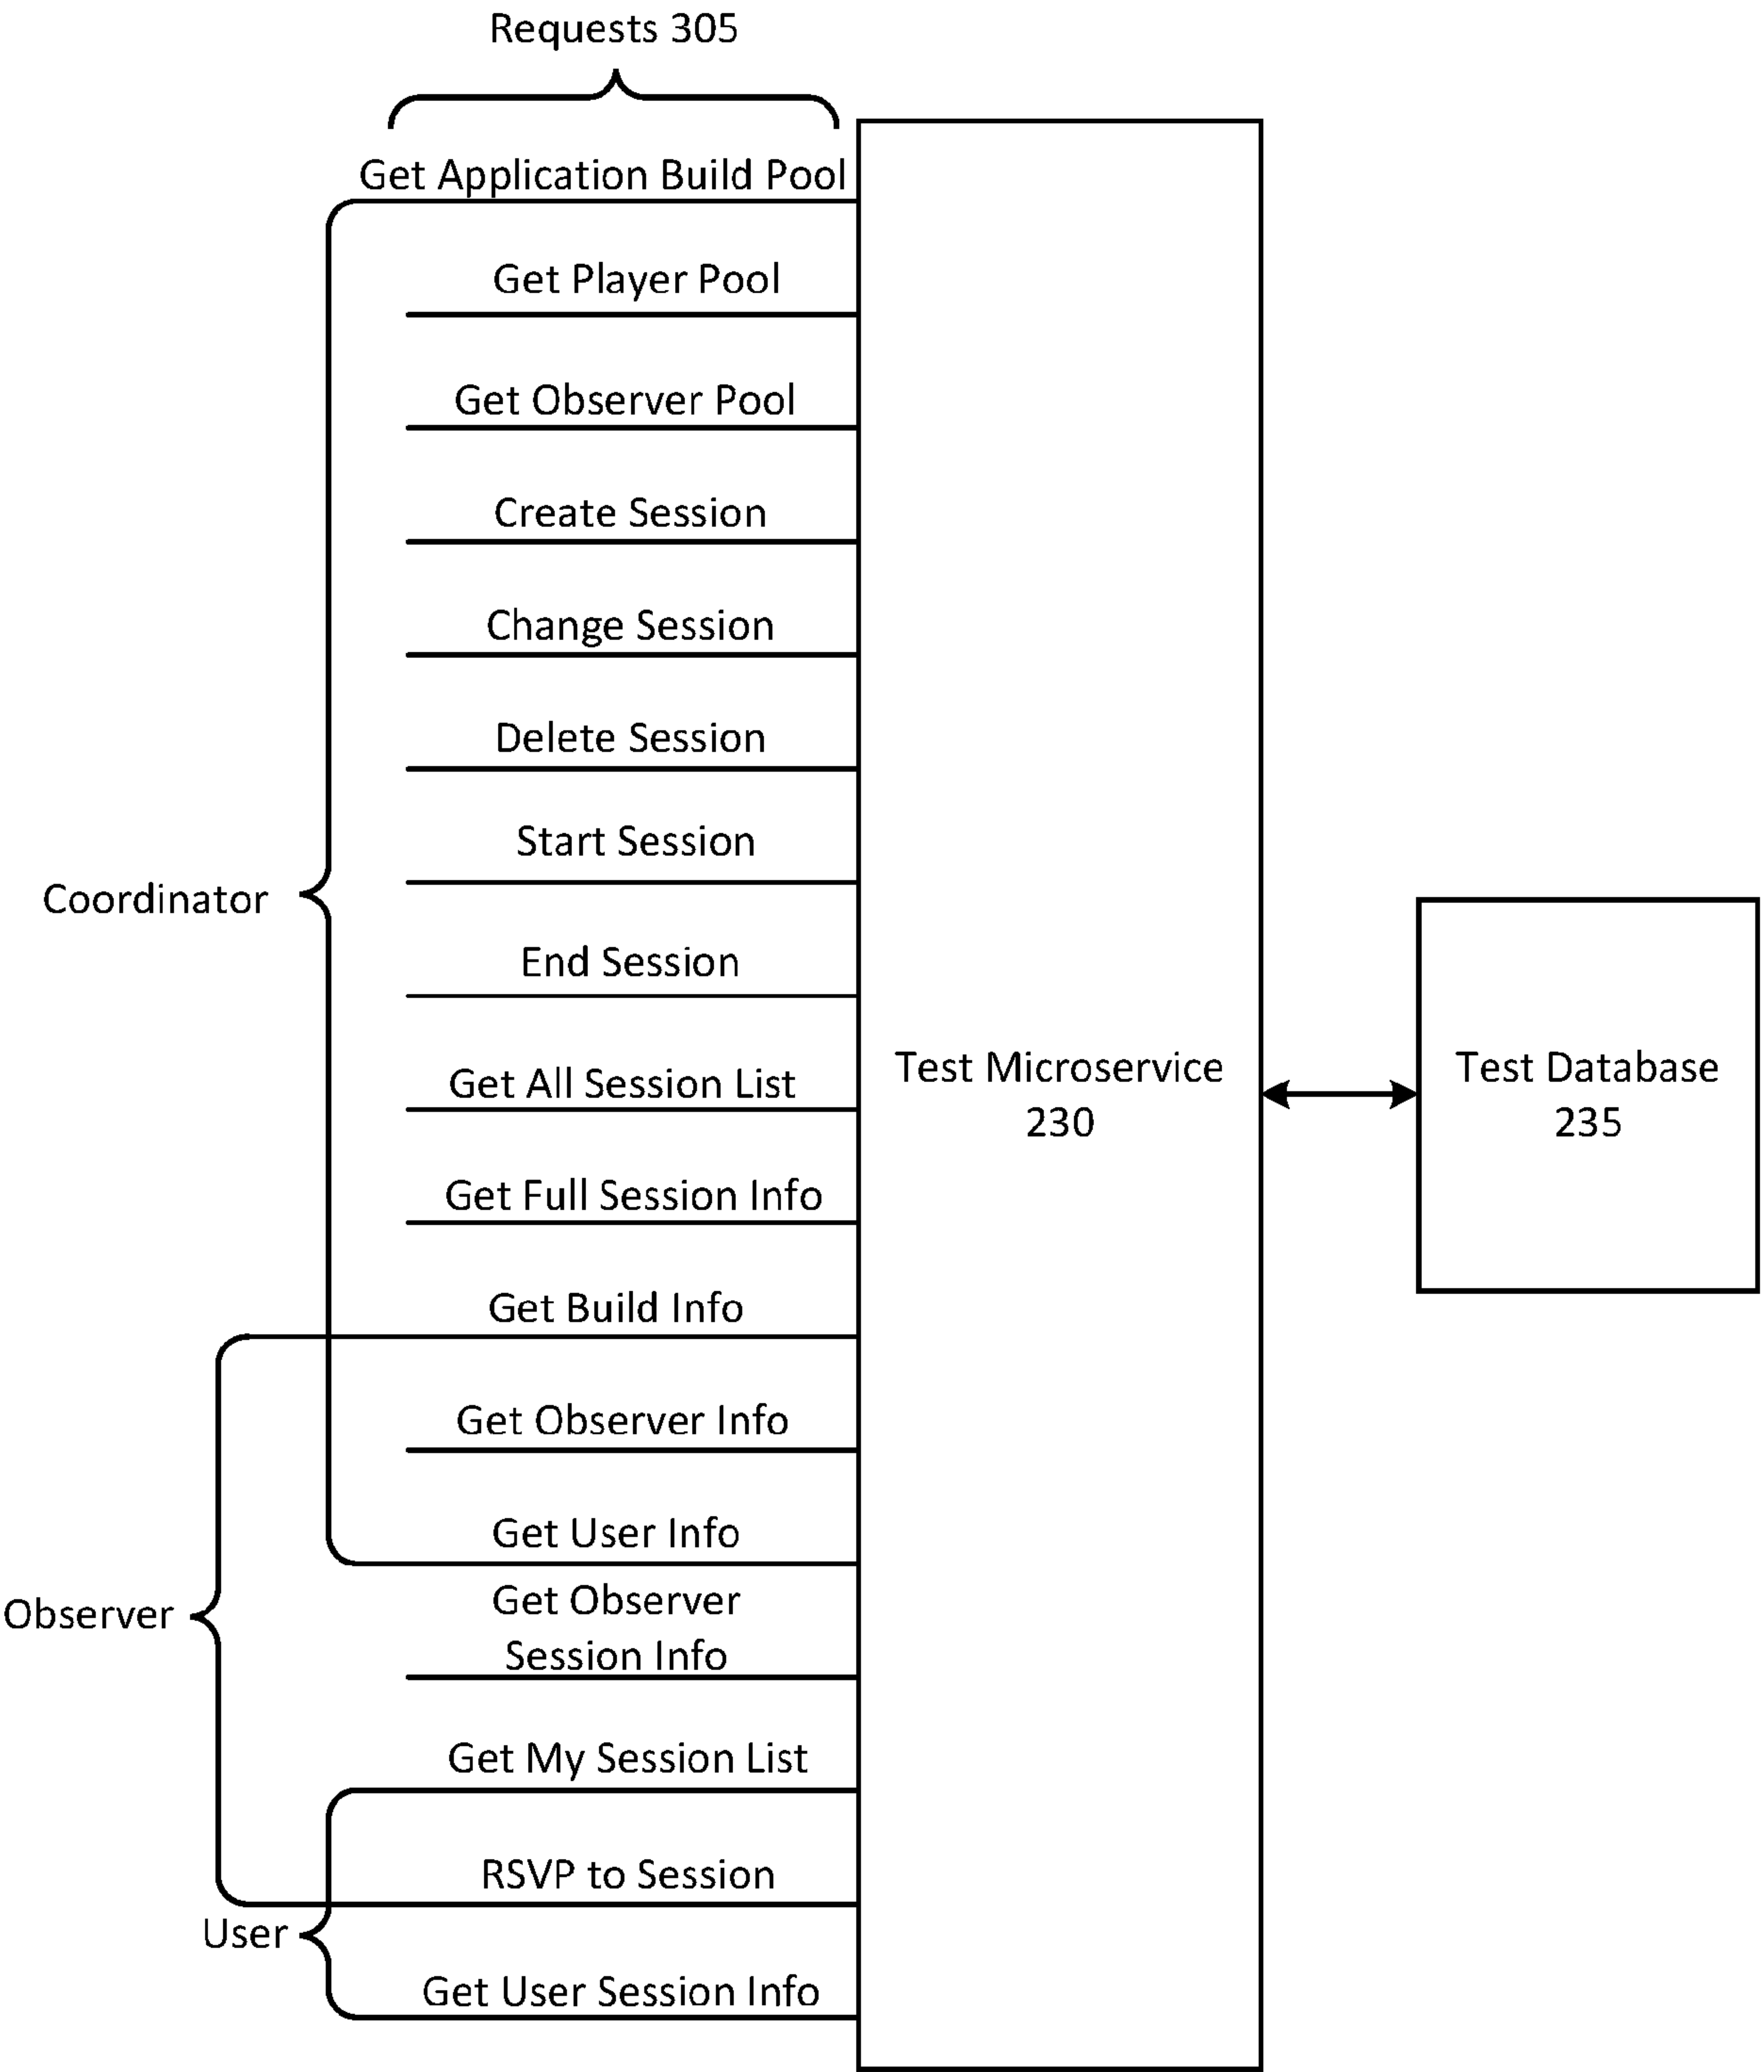 Requests 305
Get Application Build Pool
Get Player Pool
Get Observer Pool
Create Session
Change Session
Delete Session
Start Session
Coordinator
End Session
Get All Session List
Get Full Session Info
Get Build Info
Get Observer Info
Get User Info
Get Observer
Session Info
Observer
Get My Session List
RSVP to Session
User
Get User Session Info
Test Microservice
230
Test Database
235